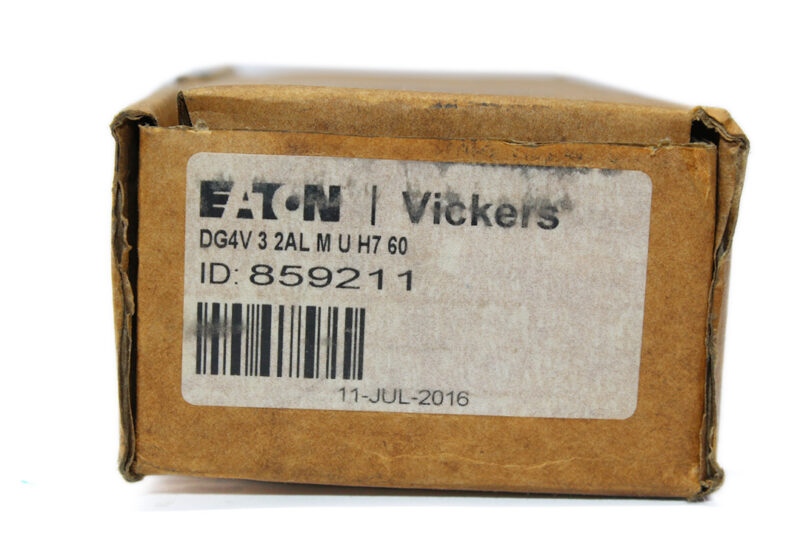 EATON | Vickers®
DG4V 3 2AL M U H7 60
ID: 859211
11-JUL-2016